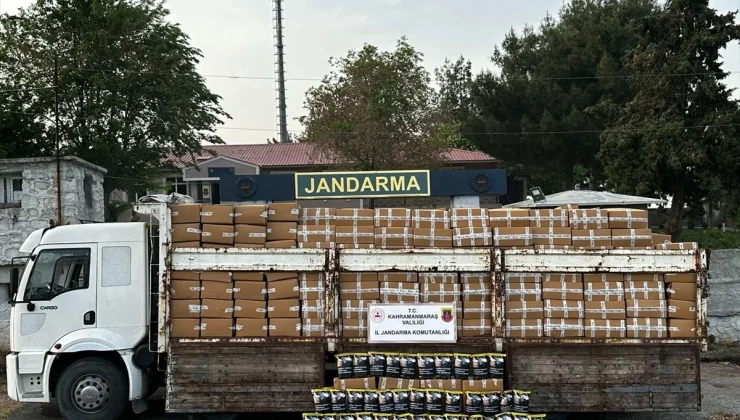 JANDARMA
T.C.
KAHRAMANMARAŞ
VALİLİĞİ
İL JANDARMA KOMUTANLIĞI
CARGO